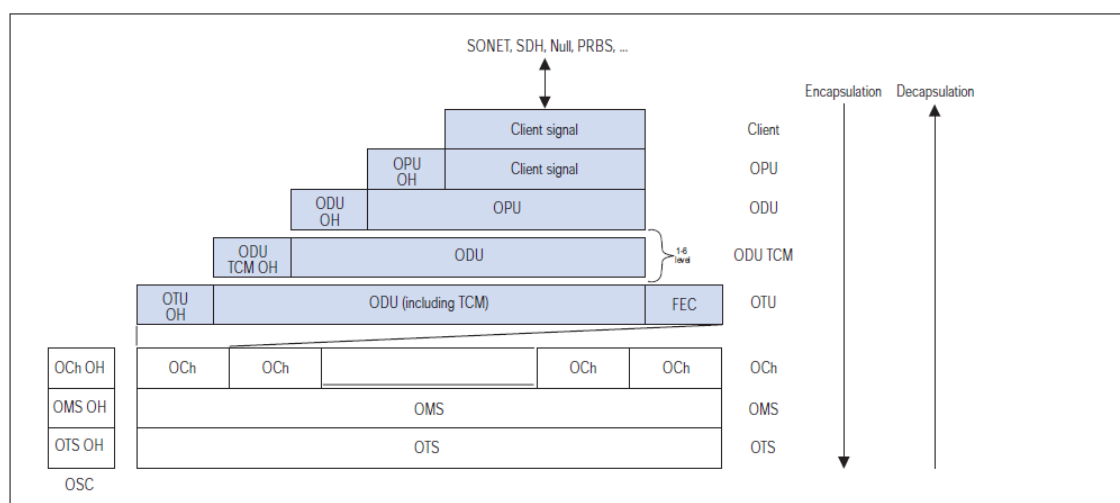 SONET, SDH, Null, PRBS, ...
Encapsulation Decapsulation
Client signal Client
OPU
OH Client signal OPU
ODU
OH OPU ODU
ODU
TCM OH ODU 1-6
level ODU TCM
OTU
OH ODU (including TCM) FEC OTU
OCh OH OCh OCh OCh OCh OCh
OMS OH OMS OMS
OTS OH OTS OTS
OSC